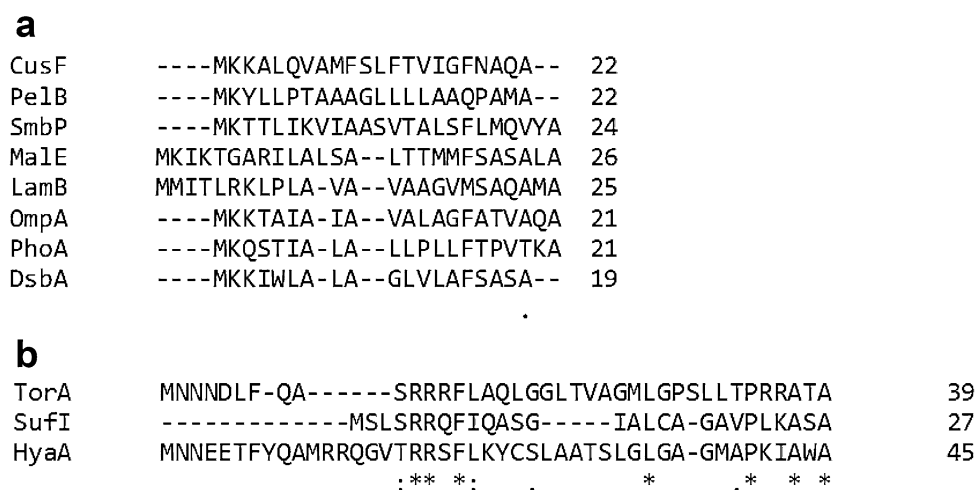 a
CusF ----MKKALQVAMFSLFTVIGFNAQA-- 22
PelB ----MKYLLPTAAAGLLLLAAQPAMA-- 22
SmbP ----MKTTLIKVIAASVTALSFLMQVYA 24
MalE MKIKTGARILALSA--LTTMMFSASALA 26
LamB MMITLRKLPLA-VA--VAAGVMSAQAMA 25
OmpA ----MKKTAIA-IA--VALAGFATVAQA 21
PhoA ----MKQSTIA-LA--LLPLLFTPVTKA 21
DsbA ----MKKIWLA-LA--GLVLAFSASA-- 19
.
b
TorA MNNNDLF-QA------SRRRFLAQLGGLTVAGMLGPSLLTPRRATA 39
SufI -------------MSLSRRQFIQASG-----IALCA-GAVPLKASA 27
HyaA MNNEETFYQAMRRQGVTRRSFLKYCSLAATSLGLGA-GMAPKIAWA 45
:** *: . * .* * *